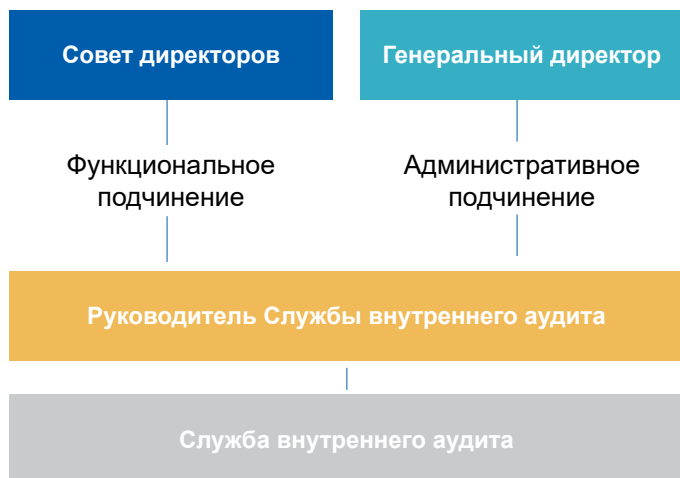 Совет директоров
Генеральный директор
Функциональное
подчинение
Административное
подчинение
Руководитель Службы внутреннего аудита
Служба внутреннего аудита